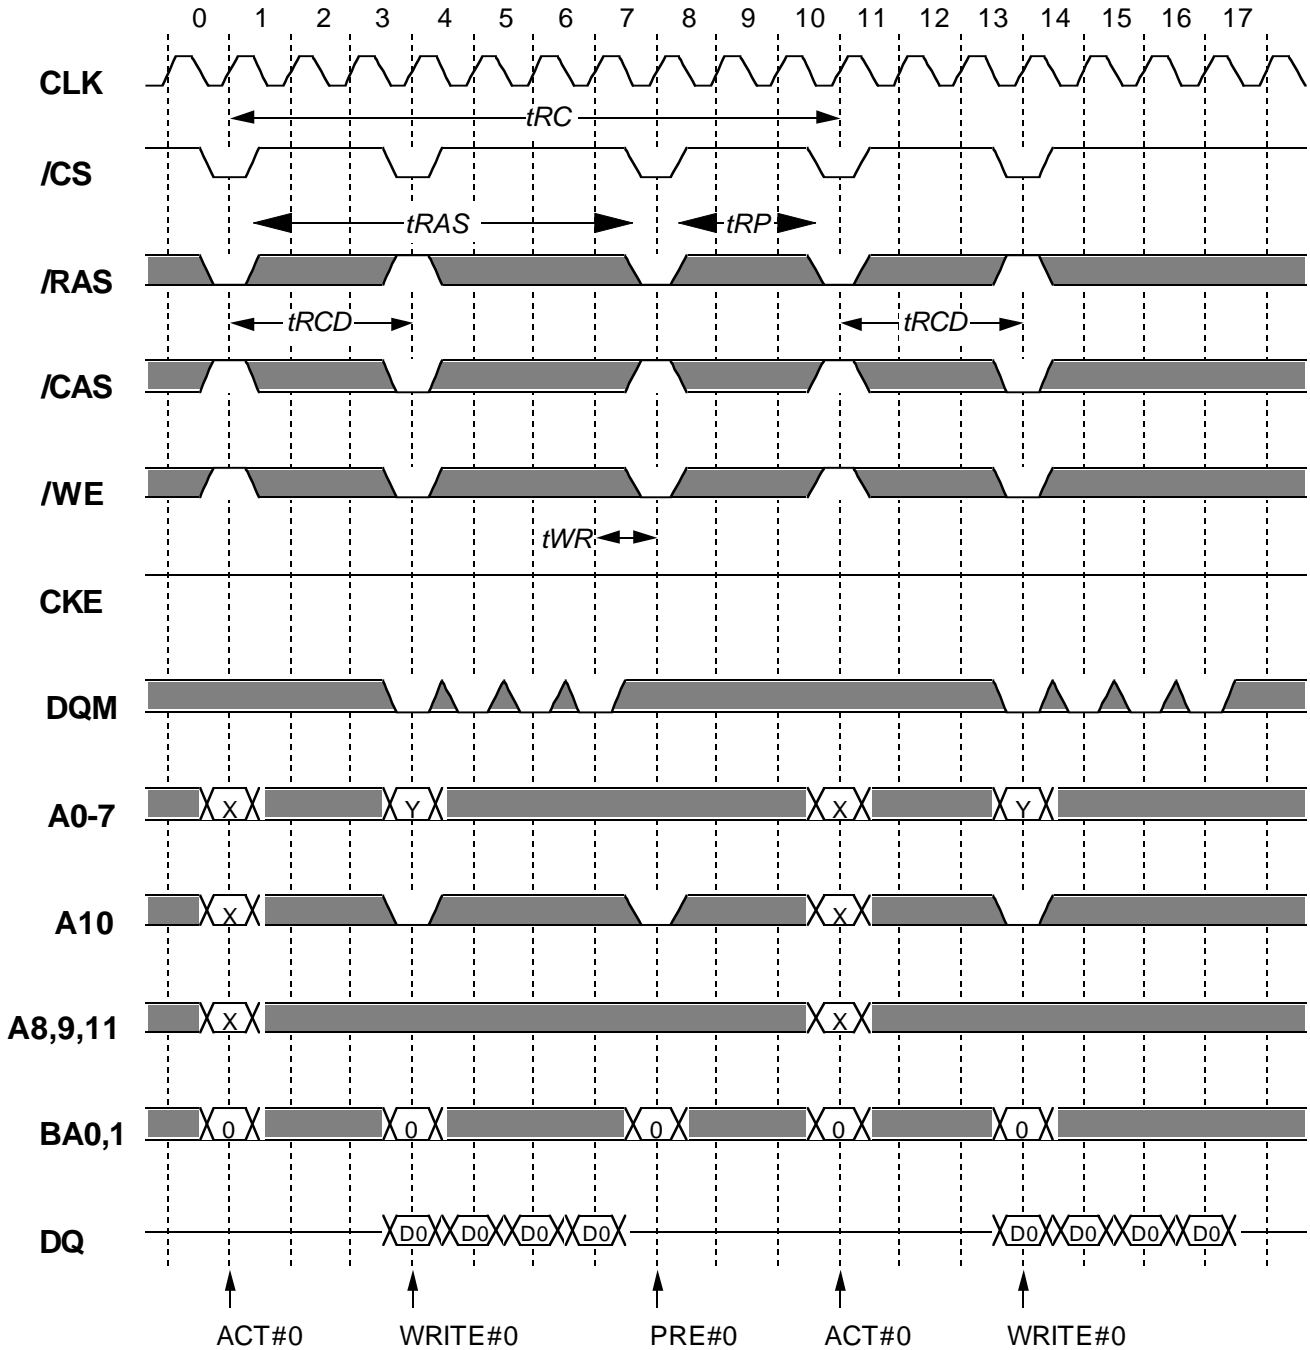 0 1 2 3 4 5 6 7 8 9 10 11 12 13 14 15 16 17
CLK
tRC
/CS
tRAS tRP
/RAS
tRCD tRCD
/CAS
/WE
tWR
CKE
DQM
A0-7 X Y X Y
A10 X X
A8,9,11 X X
BA0,1 0 0 0 0 0
DQ D0 D0 D0 D0 D0 D0 D0 D0
ACT#0 WRITE#0 PRE#0 ACT#0 WRITE#0